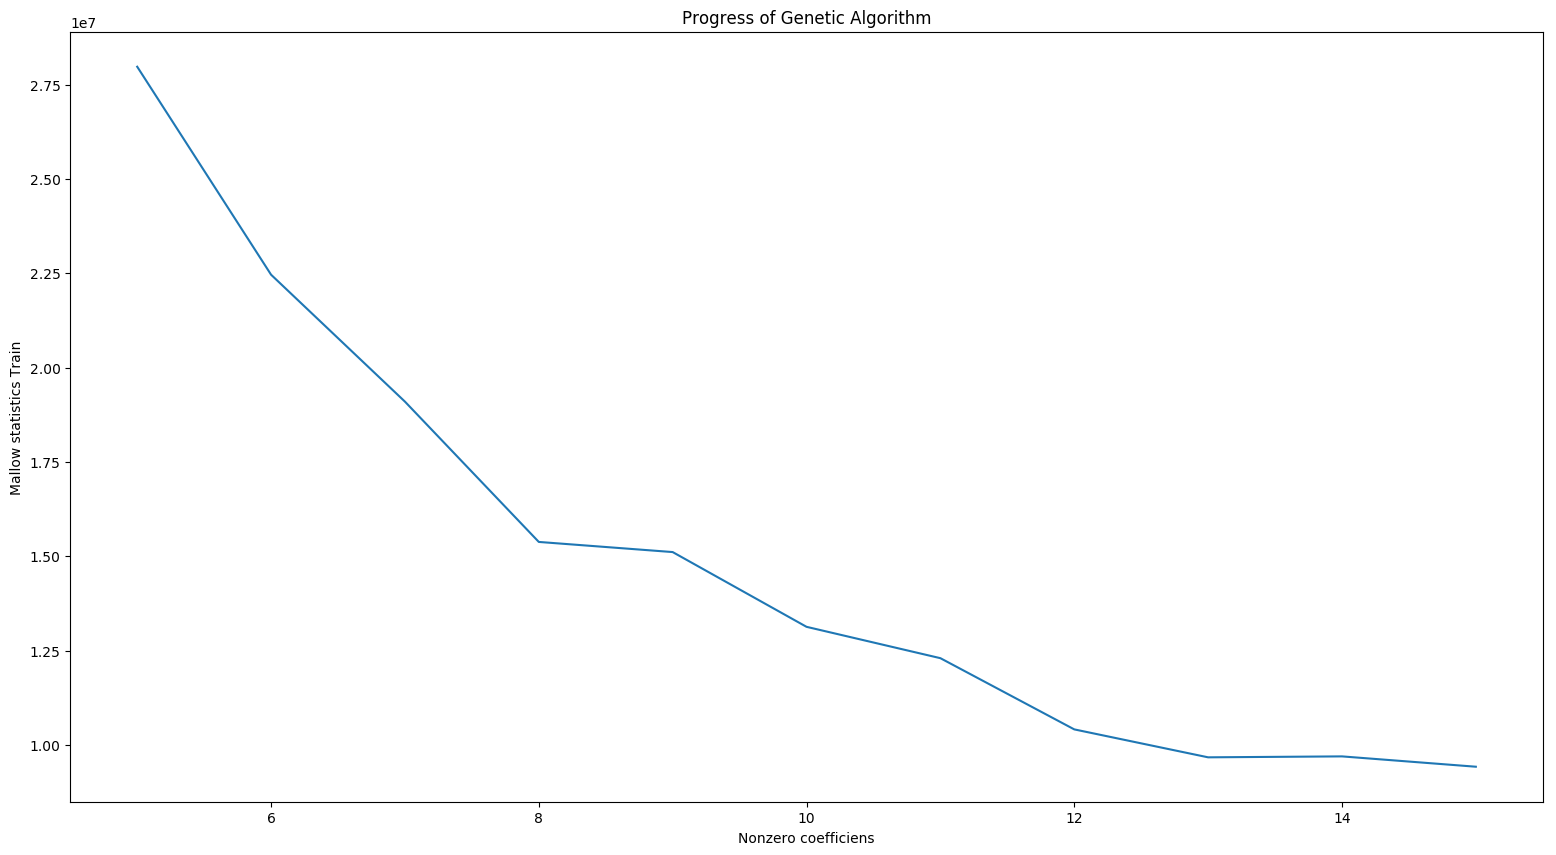 Progress of Genetic Algorithm
1e7
2.75
2.50
2.25
2.00
1.75
1.50
1.25
1.00
Mallow statistics Train
6 8 10 12 14
Nonzero coefficiens